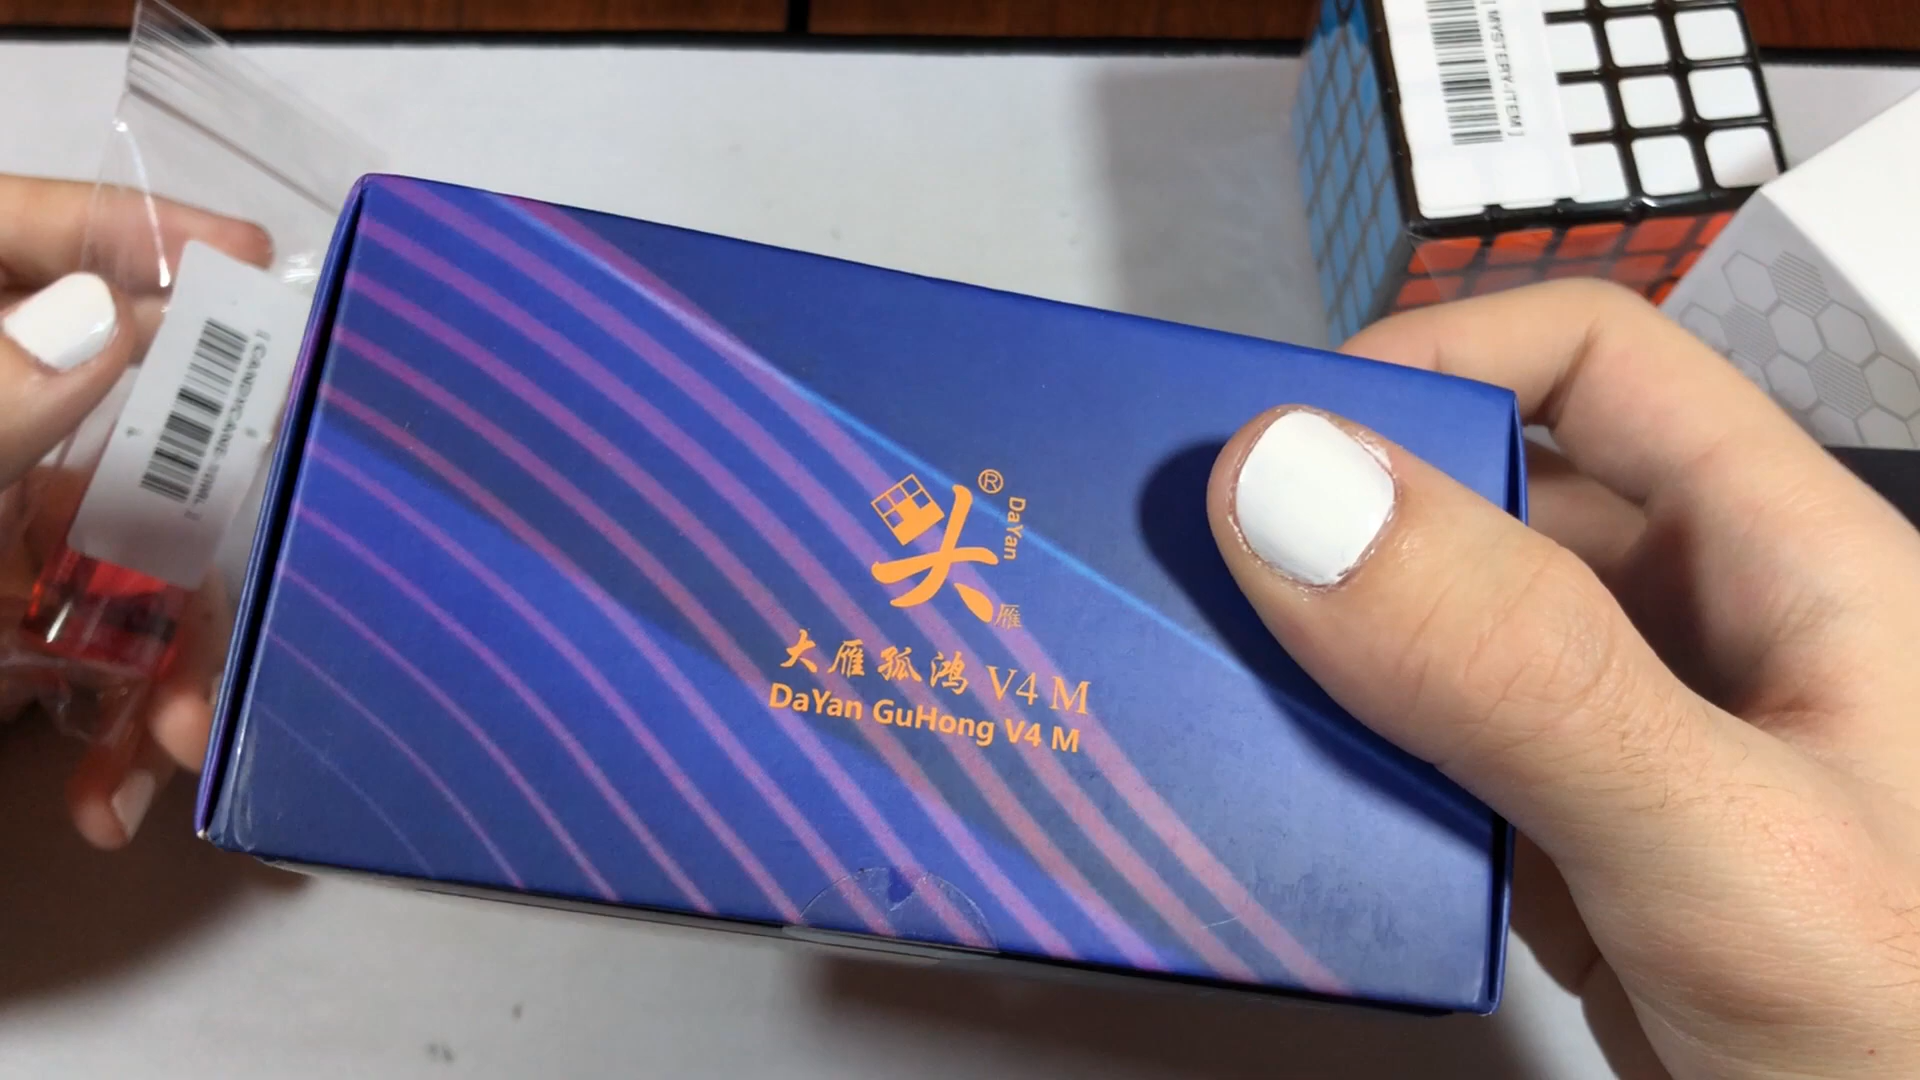 MYSTERY-ITEM]
®
DaYan
雁
大雁孤鸿 V4 M
DaYan GuHong V4 M